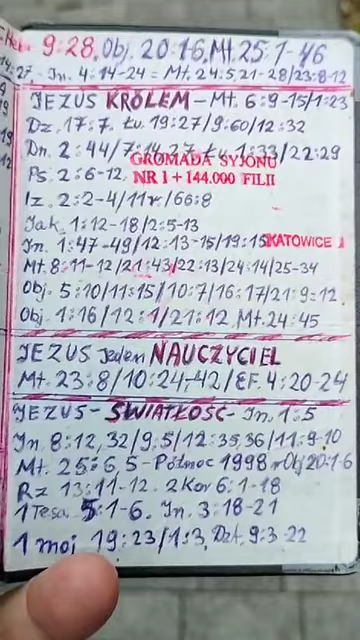 9:28. Obj. 20:1-6. Mt. 25:1-46
27. Jn. 4:14-24 = Mt. 24:5,21-28/23:8-12
JEZUS KRÓLEM - Mt. 6:9-15/1:23
Dz. 17:7. Łu. 19:27/9:60/12:32
Dn. 2:44/7:14,27. Łu. 1:33/22:29
GROMADA SYJONU
Ps. 2:6-12
NR 1 + 144.000 FILII
Iz. 2:2-4/11r/66:8
Jak. 1:12-18/2:5-13
Jn. 1:47-49/12:13-15/19:15
KATOWICE
Mt. 8:11-12/21:43/22:13/24:14/25-34
Obj. 5:10/11:15/10:7/16:17/21:9-12
Obj. 1:16/12:1/21:12. Mt. 24:45
JEZUS Jeden NAUCZYCIEL
Mt. 23:8/10:24-42/EF. 4:20-24
JEZUS - ŚWIATŁOŚĆ - Jn. 1:5
Jn. 8:12,32/9:5/12:35,36/11:9-10
Mt. 25:6,5 - Północ 1998 r Obj 20:1-6
Rz 13:11-12. 2 Kor 6:1-18
1 Tesa. 5:1-6. Jn. 3:18-21
1 moj 19:23/1:3. Dz. 9:3-22